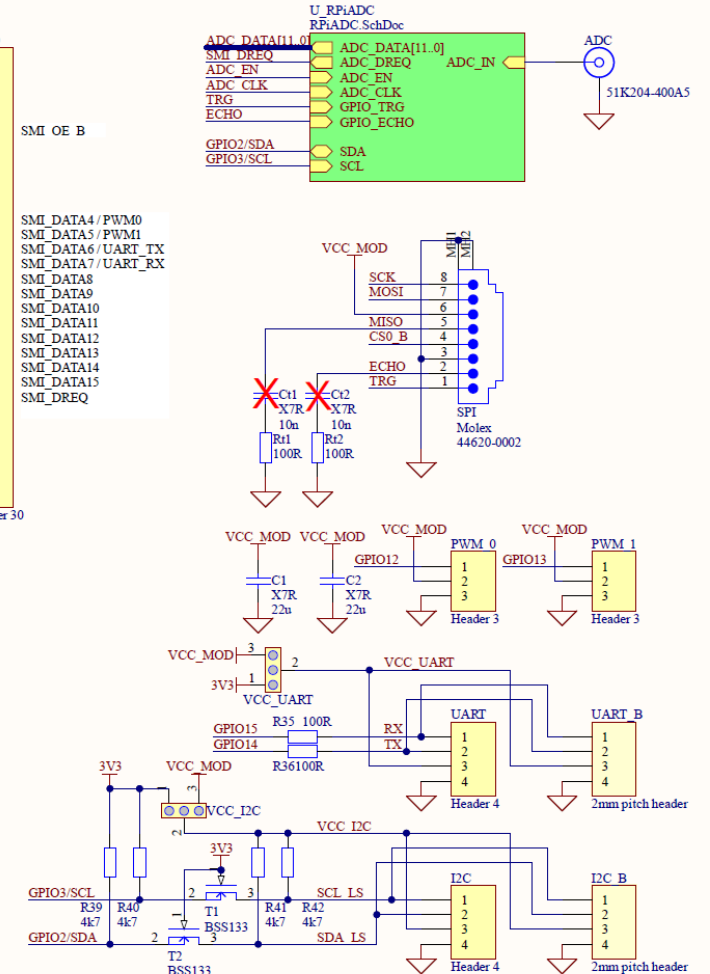 U_RPiADC
RPiADC.SchDoc
ADC_DATA[11..0]
SMI_DREQ
ADC_EN
ADC_CLK
TRG
ECHO
GPIO2/SDA
GPIO3/SCL
ADC_DATA[11..0]
ADC_DREQ
ADC_EN
ADC_CLK
GPIO_TRG
GPIO_ECHO
SDA
SCL
ADC_IN
ADC
51K204-400A5
SMI_OE_B
SMI_DATA4 / PWM0
SMI_DATA5 / PWM1
SMI_DATA6 / UART_TX
SMI_DATA7 / UART_RX
SMI_DATA8
SMI_DATA9
SMI_DATA10
SMI_DATA11
SMI_DATA12
SMI_DATA13
SMI_DATA14
SMI_DATA15
SMI_DREQ
er 30
VCC_MOD
MH1
MH2
SCK 8
MOSI 7
6
MISO 5
CS0_B 4
3
ECHO 2
TRG 1
SPI
Molex
44620-0002
Ct1
X7R
10n
Rt1
100R
Ct2
X7R
10n
Rt2
100R
VCC_MOD
C1
X7R
22u
VCC_MOD
C2
X7R
22u
VCC_MOD
GPIO12
PWM_0
1
2
3
Header 3
VCC_MOD
GPIO13
PWM_1
1
2
3
Header 3
VCC_MOD 3
2
3V3 1
VCC_UART
VCC_UART
R35 100R
GPIO15
GPIO14
R36100R
RX
TX
UART
1
2
3
4
Header 4
UART_B
1
2
3
4
2mm pitch header
3V3
VCC_MOD
1
3
VCC_I2C
2
VCC_I2C
3V3
GPIO3/SCL
R39
4k7
R40
4k7
1
2
3
T1
BSS133
R41
4k7
R42
4k7
SCL_LS
GPIO2/SDA
1
2
3
T2
BSS133
SDA_LS
I2C
1
2
3
4
Header 4
I2C_B
1
2
3
4
2mm pitch header